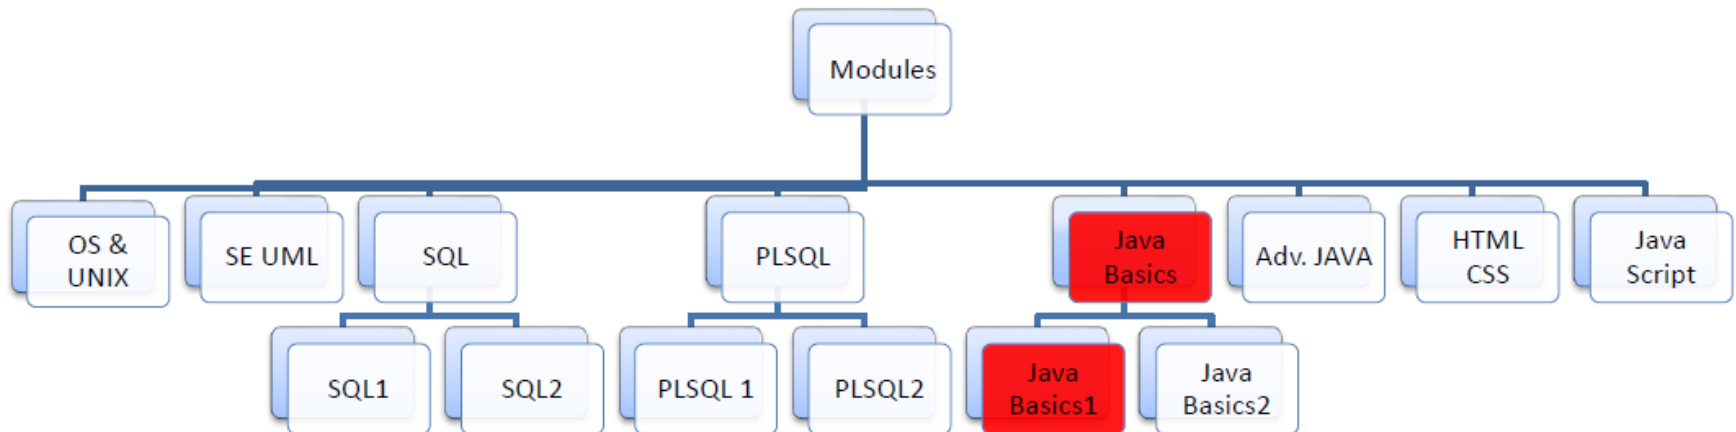 Modules
OS &
UNIX
SE UML
SQL
PLSQL
Java
Basics
Adv. JAVA
HTML
CSS
Java
Script
SQL1
SQL2
PLSQL 1
PLSQL2
Java
Basics1
Java
Basics2